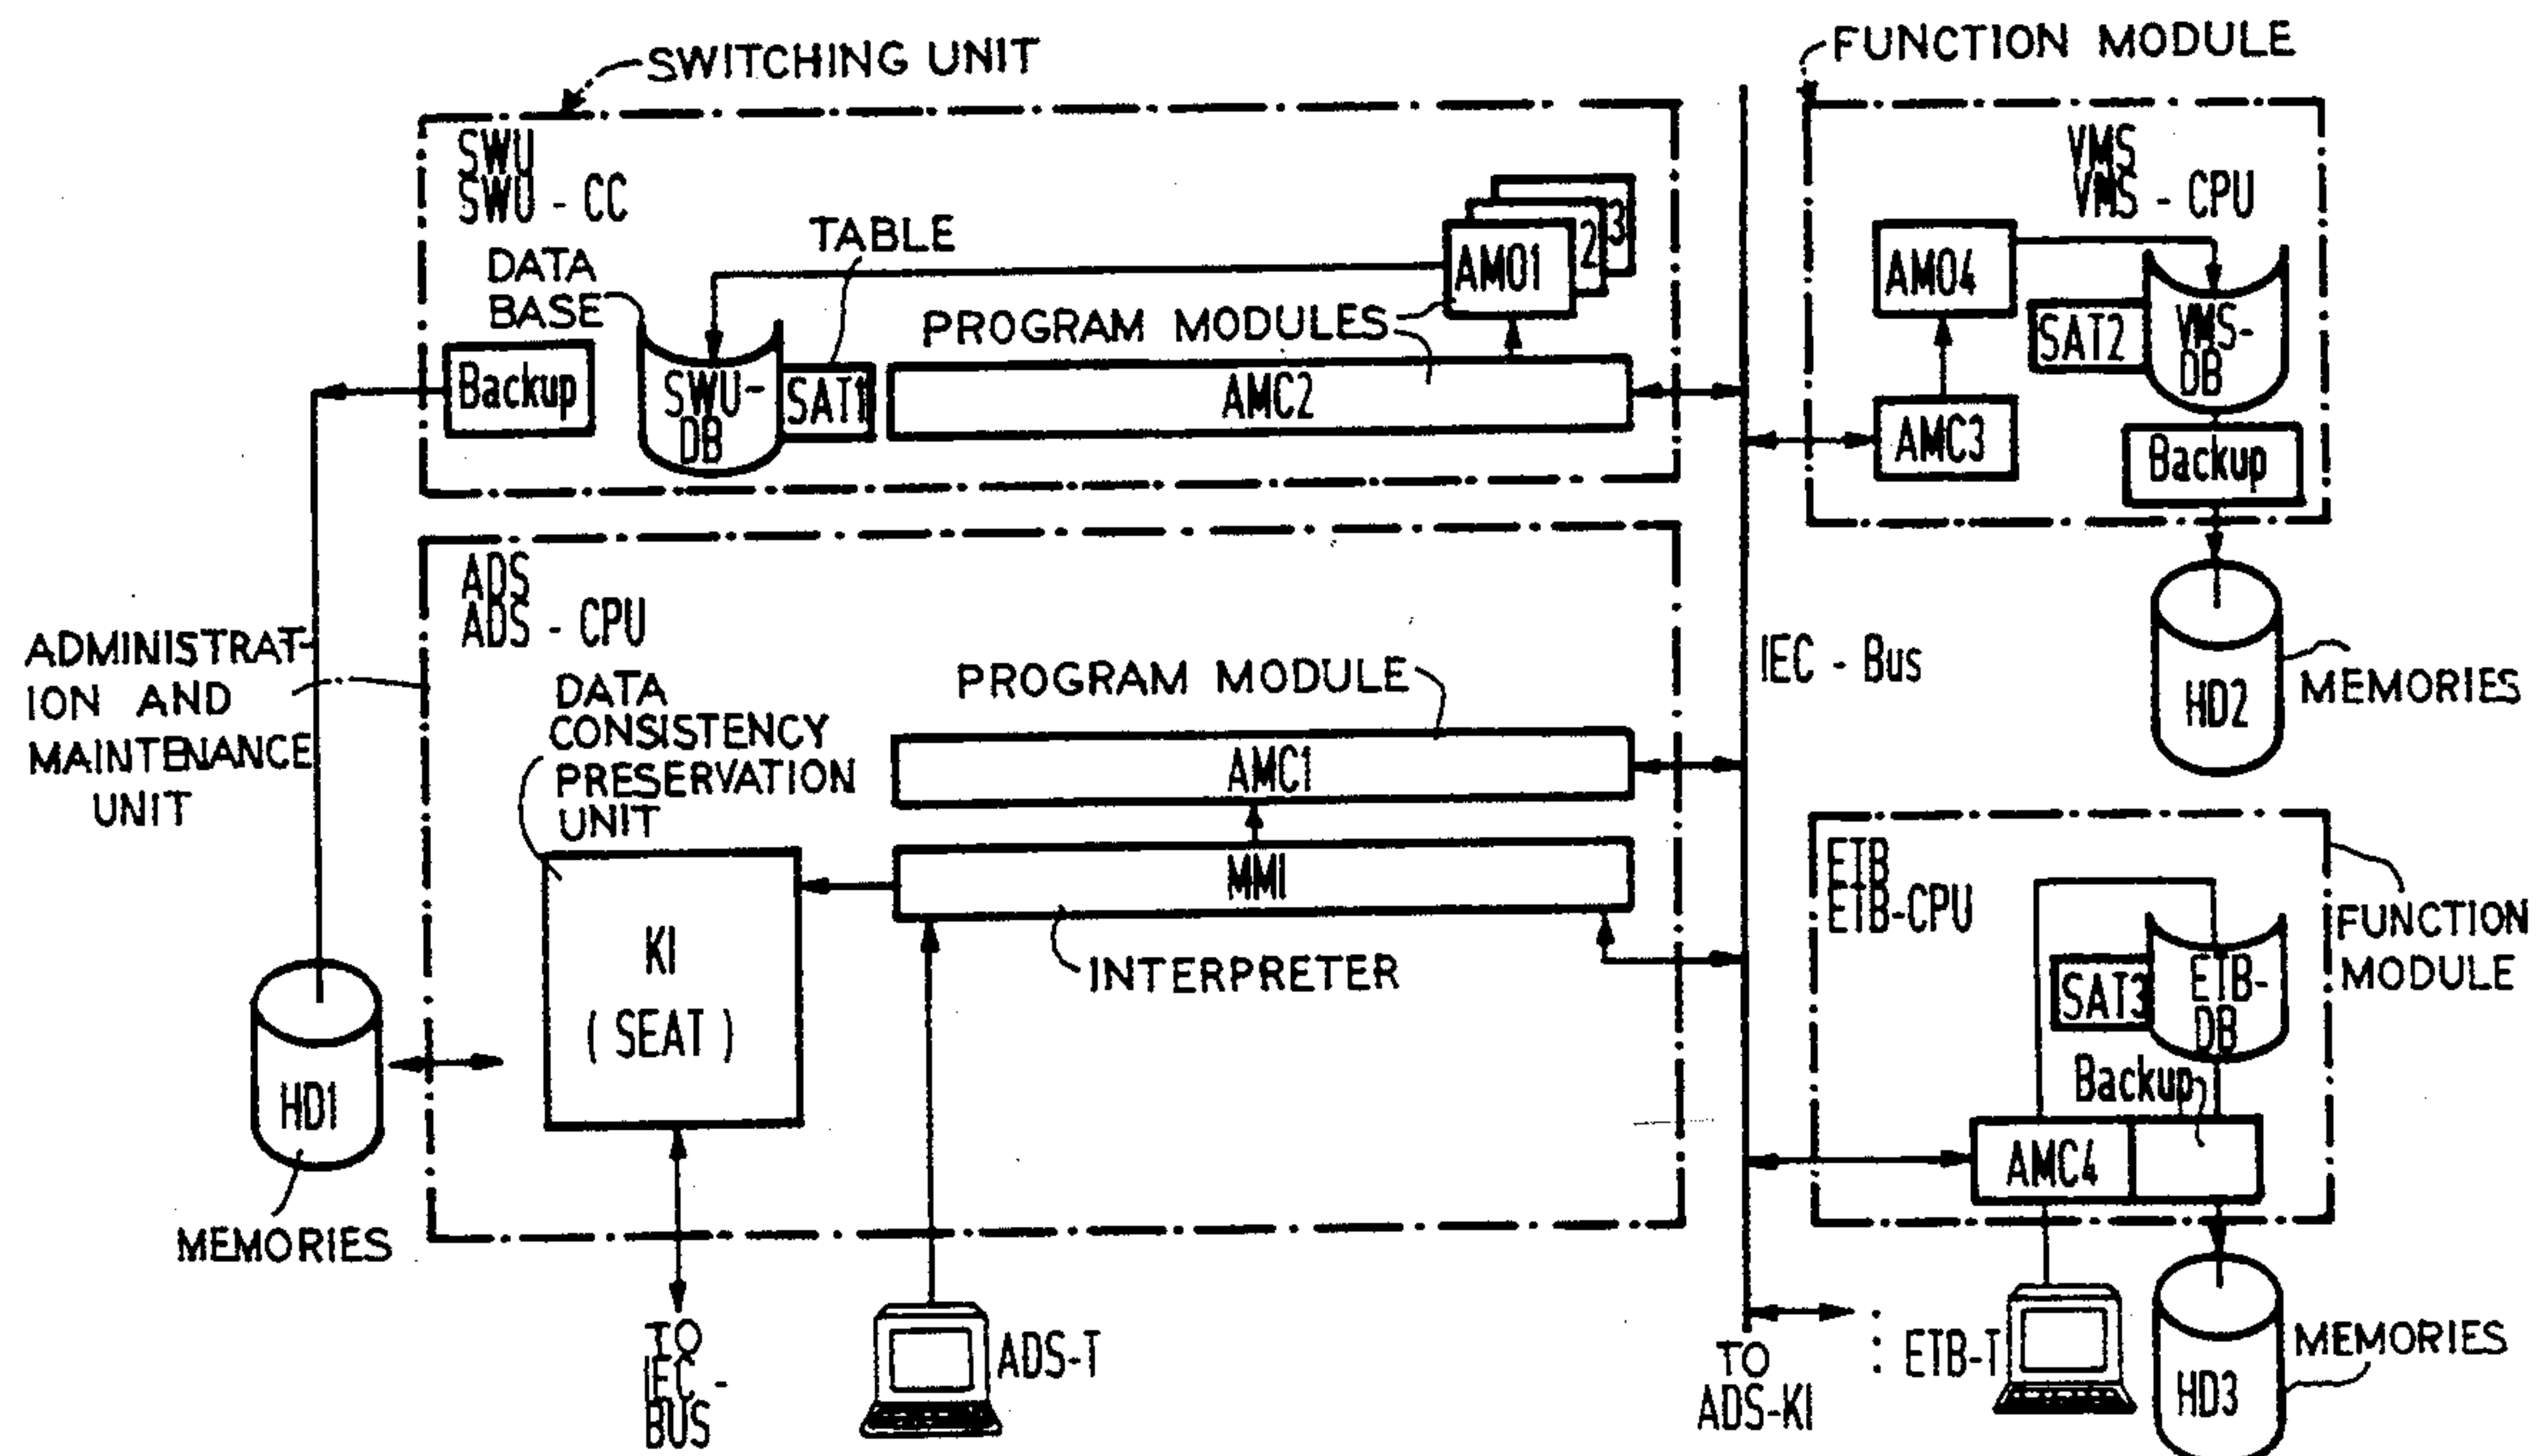 SWITCHING UNIT
SWU
SWU - CC
DATA
BASE
TABLE
3
2
AMO1
PROGRAM MODULES
Backup
SWU-
DB
SAT1
AMC2
FUNCTION MODULE
VMS
VMS - CPU
AMO4
SAT2
VMS-
DB
AMC3
Backup
HD2
MEMORIES
IEC - Bus
ADMINISTRAT-
ION AND
MAINTENANCE
UNIT
ADS
ADS - CPU
DATA
CONSISTENCY
PRESERVATION
UNIT
PROGRAM MODULE
AMC1
MMI
INTERPRETER
KI
( SEAT )
HD1
MEMORIES
TO
IEC -
BUS
ADS-T
ETB
ETB-CPU
FUNCTION
MODULE
SAT3
ETB-
DB
Backup
AMC4
TO
ADS-KI
ETB-T
HD3
MEMORIES